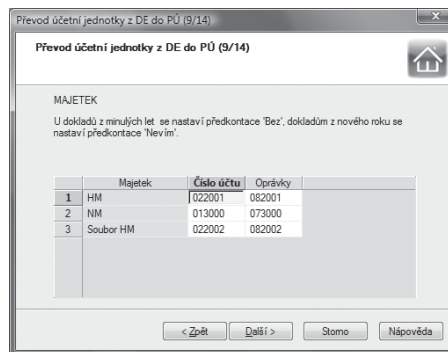 Převod účetní jednotky z DE do PÚ (9/14)
Převod účetní jednotky z DE do PÚ (9/14)
MAJETEK
U dokladů z minulých let se nastaví předkontace 'Bez', dokladům z nového roku se
nastaví předkontace 'Nevím'.
Majetek Číslo účtu Oprávky
1 HM 022001 082001
2 NM 013000 073000
3 Soubor HM 022002 082002
< Zpět Další > Storno Nápověda